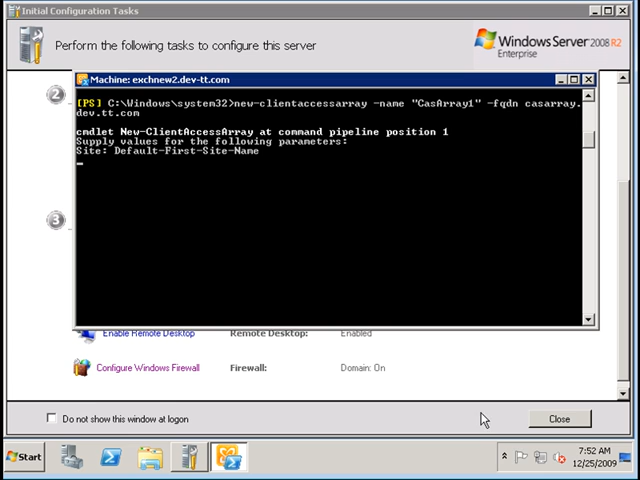 Initial Configuration Tasks
Perform the following tasks to configure this server
Windows Server 2008 R2
Enterprise
2
Machine: exchnew2.dev-tt.com
[PS] C:\Windows\system32>new-clientaccessarray -name "CasArray1" -fqdn casarray.
dev.tt.com
cmdlet New-ClientAccessArray at command pipeline position 1
Supply values for the following parameters:
Site: Default-First-Site-Name
3
Enable Remote Desktop Remote Desktop: Enabled
Configure Windows Firewall Firewall: Domain: On
Do not show this window at logon
Close
Start
7:52 AM
12/25/2009